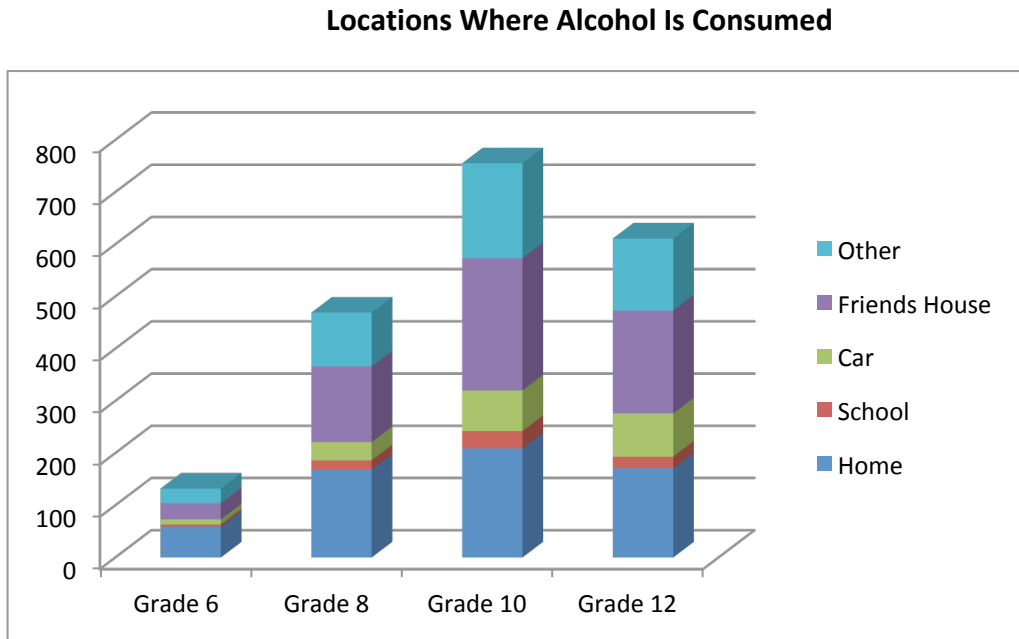 Locations Where Alcohol Is Consumed
800
700
600
500
400
300
200
100
0
Grade 6 Grade 8 Grade 10 Grade 12
Other
Friends House
Car
School
Home